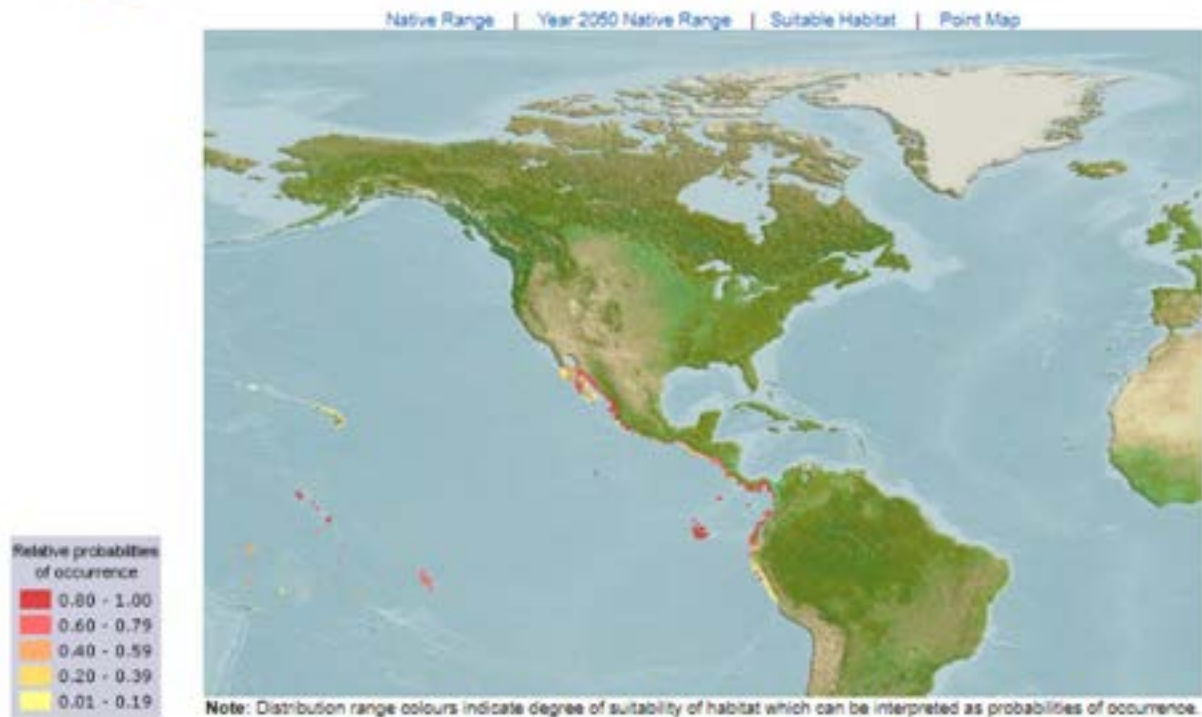 Native Range | Year 2050 Native Range | Suitable Habitat | Point Map
Relative probabilities
of occurrence
0.80 - 1.00
0.60 - 0.79
0.40 - 0.59
0.20 - 0.39
0.01 - 0.19
Note: Distribution range colours indicate degree of suitability of habitat which can be interpreted as probabilities of occurrence.